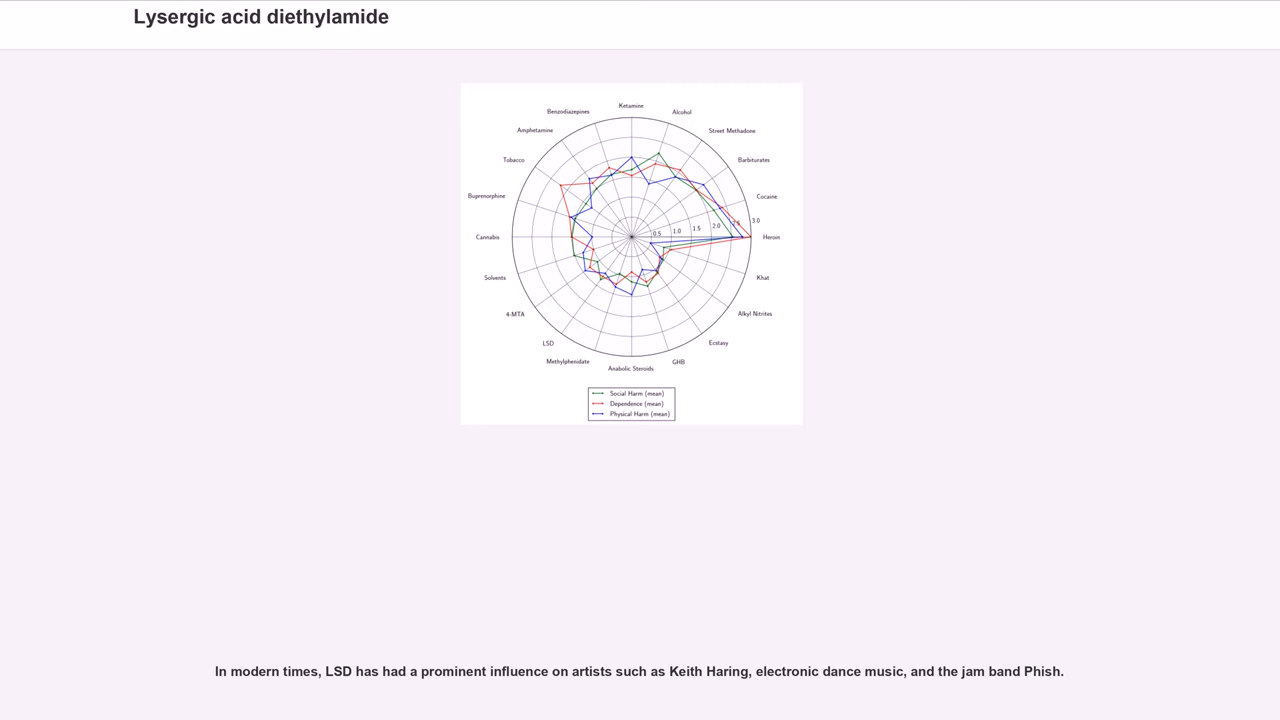 Lysergic acid diethylamide
Ketamine
Benzodiazepines
Alcohol
Amphetamine
Street Methadone
Tobacco
Barbiturates
Buprenorphine
Cocaine
0.5
1.0
1.5
2.0
2.5
3.0
Cannabis
Heroin
Solvents
Khat
4-MTA
Alkyl Nitrites
LSD
Ecstasy
Methylphenidate
GHB
Anabolic Steroids
Social Harm (mean)
Dependence (mean)
Physical Harm (mean)
In modern times, LSD has had a prominent influence on artists such as Keith Haring, electronic dance music, and the jam band Phish.